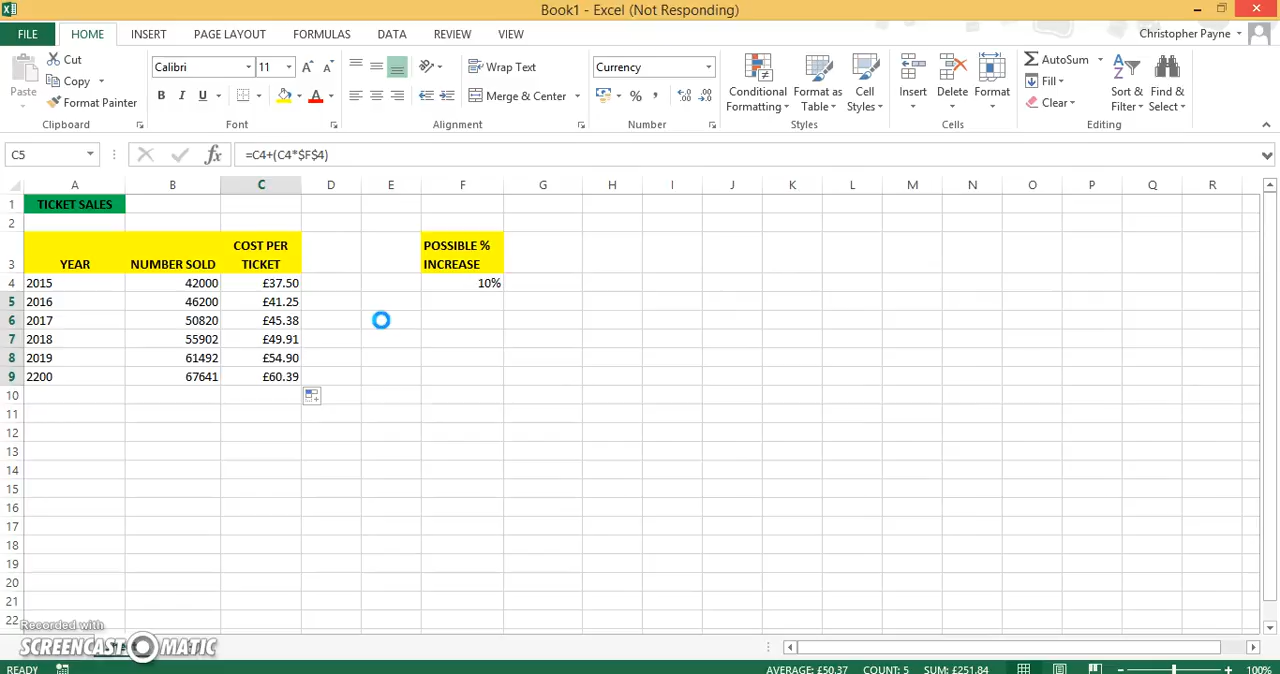 Book1 - Excel (Not Responding)
FILE HOME INSERT PAGE LAYOUT FORMULAS DATA REVIEW VIEW Christopher Payne
Paste Cut Copy Format Painter Clipboard
Calibri 11 B I U A Font
Wrap Text Merge & Center Alignment
Currency % , Number
Conditional Formatting Format as Table Cell Styles Styles
Insert Delete Format Cells
AutoSum Fill Clear Sort & Filter Find & Select Editing
C5 fx =C4+(C4*$F$4)
A B C D E F G H I J K L M N O P Q R
1 TICKET SALES
2
3 YEAR NUMBER SOLD COST PER TICKET POSSIBLE % INCREASE
4 2015 42000 £37.50 10%
5 2016 46200 £41.25
6 2017 50820 £45.38
7 2018 55902 £49.91
8 2019 61492 £54.90
9 2200 67641 £60.39
10
11
12
13
14
15
16
17
18
19
20
21
22
Recorded with
SCREENCAST MATIC
READY AVERAGE: £50.37 COUNT: 5 SUM: £251.84 100%